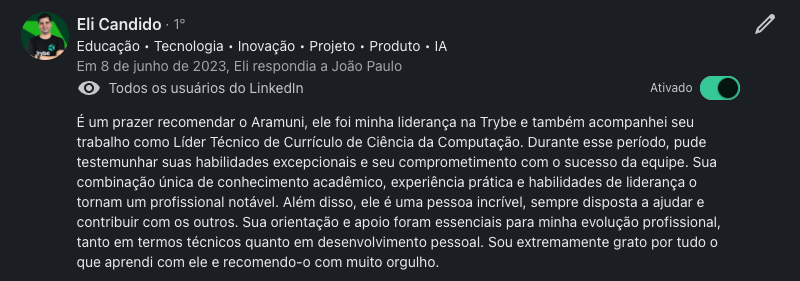 Eli Candido · 1º
Educação • Tecnologia • Inovação • Projeto • Produto • IA
Em 8 de junho de 2023, Eli respondia a João Paulo
Todos os usuários do LinkedIn
Ativado
É um prazer recomendar o Aramuni, ele foi minha liderança na Trybe e também acompanhei seu
trabalho como Líder Técnico de Currículo de Ciência da Computação. Durante esse período, pude
testemunhar suas habilidades excepcionais e seu comprometimento com o sucesso da equipe. Sua
combinação única de conhecimento acadêmico, experiência prática e habilidades de liderança o
tornam um profissional notável. Além disso, ele é uma pessoa incrível, sempre disposta a ajudar e
contribuir com os outros. Sua orientação e apoio foram essenciais para minha evolução profissional,
tanto em termos técnicos quanto em desenvolvimento pessoal. Sou extremamente grato por tudo o
que aprendi com ele e recomendo-o com muito orgulho.